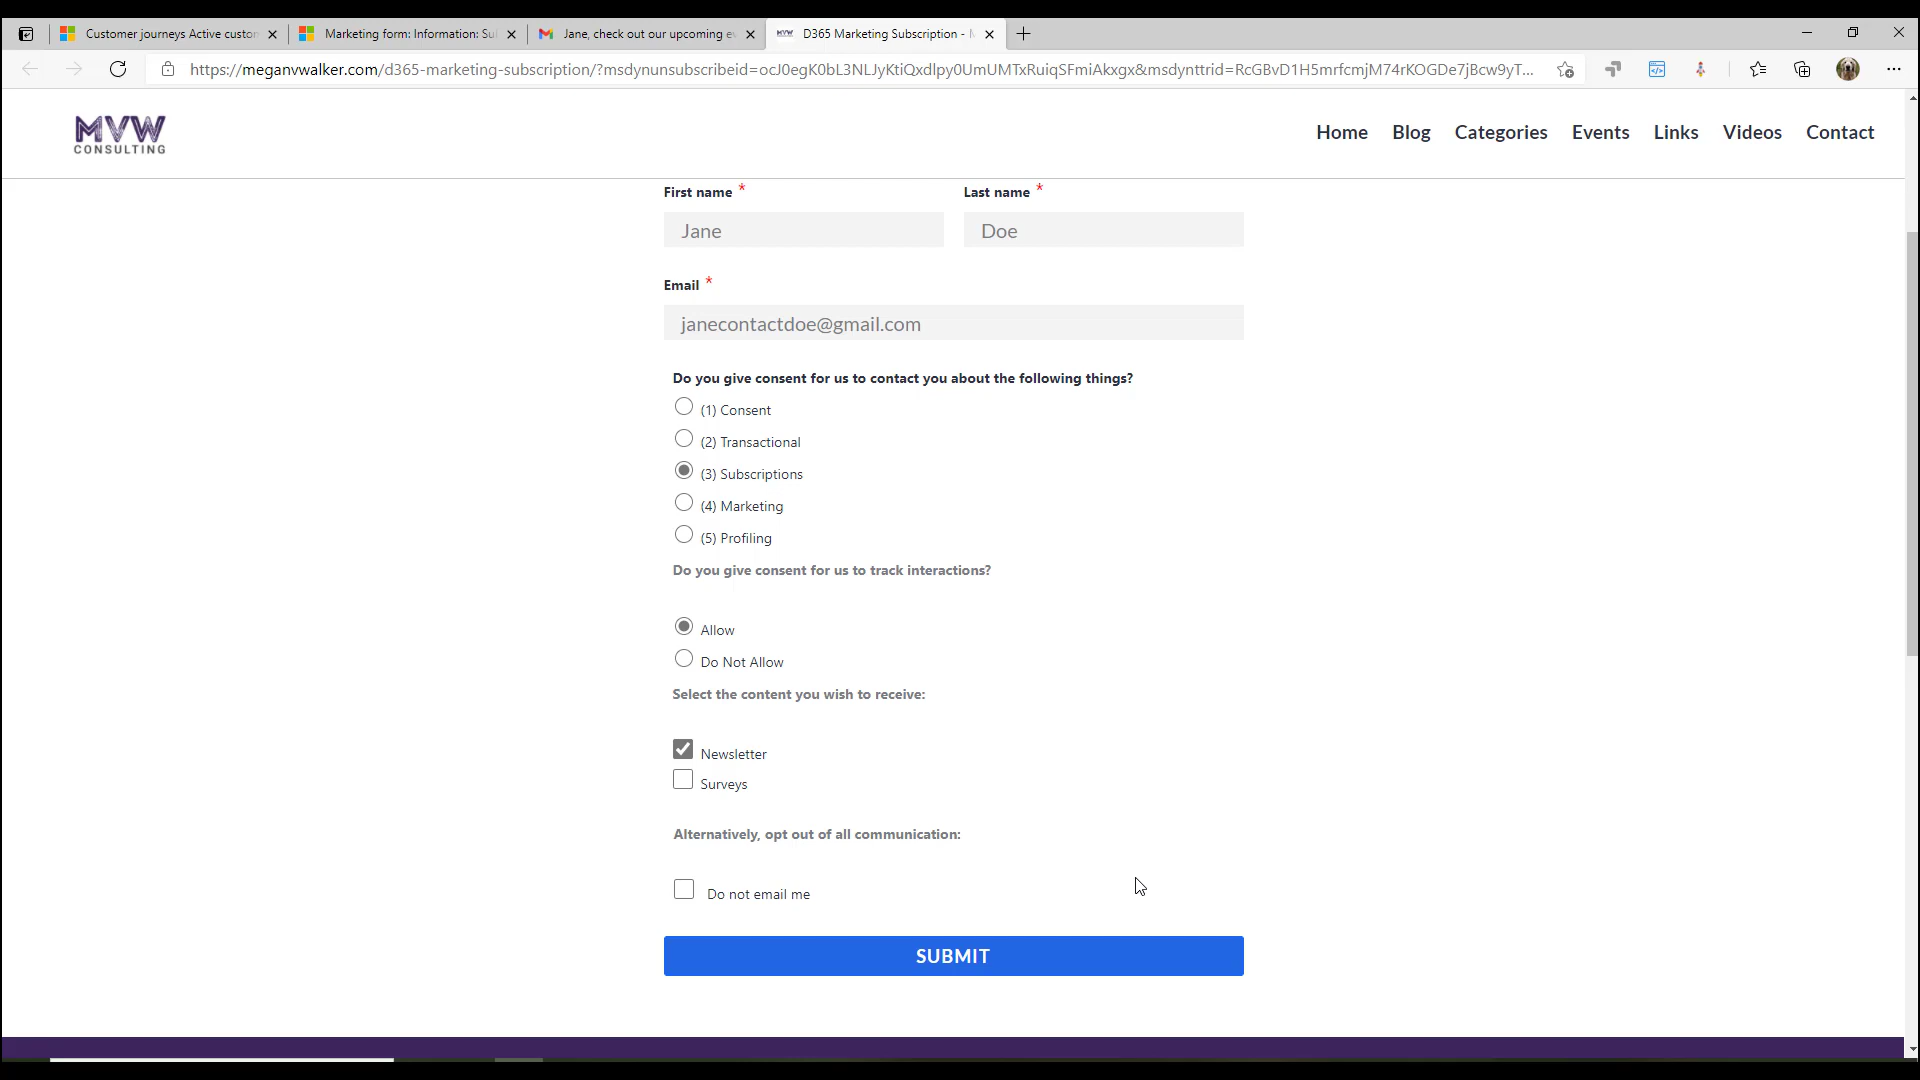 Customer journeys Active custon
Marketing form: Information: Su
Jane, check out our upcoming ev
D365 Marketing Subscription - M
https://meganvwalker.com/d365-marketing-subscription/?msdynunsubscribeid=ocJ0egK0bL3NLJyKtiQxdlpy0UmUMTxRuiqSFmiAkxgx&msdynttrid=RcGBvD1H5mrfcmjM74rKOGDe7jBcw9yT...
MVW
CONSULTING
Home Blog Categories Events Links Videos Contact
First name * Last name *
Jane Doe
Email *
janecontactdoe@gmail.com
Do you give consent for us to contact you about the following things?
(1) Consent
(2) Transactional
(3) Subscriptions
(4) Marketing
(5) Profiling
Do you give consent for us to track interactions?
Allow
Do Not Allow
Select the content you wish to receive:
Newsletter
Surveys
Alternatively, opt out of all communication:
Do not email me
SUBMIT